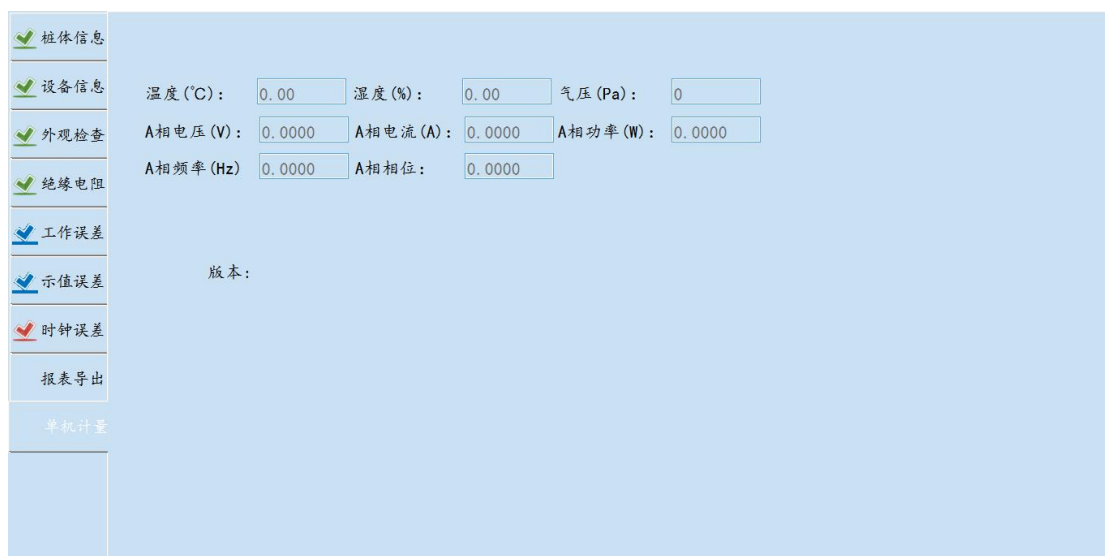 桩体信息
设备信息
外观检查
绝缘电阻
工作误差
示值误差
时钟误差
报表导出
单机计量
温度(℃): 0.00 湿度(%): 0.00 气压(Pa): 0
A相电压(V): 0.0000 A相电流(A): 0.0000 A相功率(W): 0.0000
A相频率(Hz) 0.0000 A相相位: 0.0000
版本: